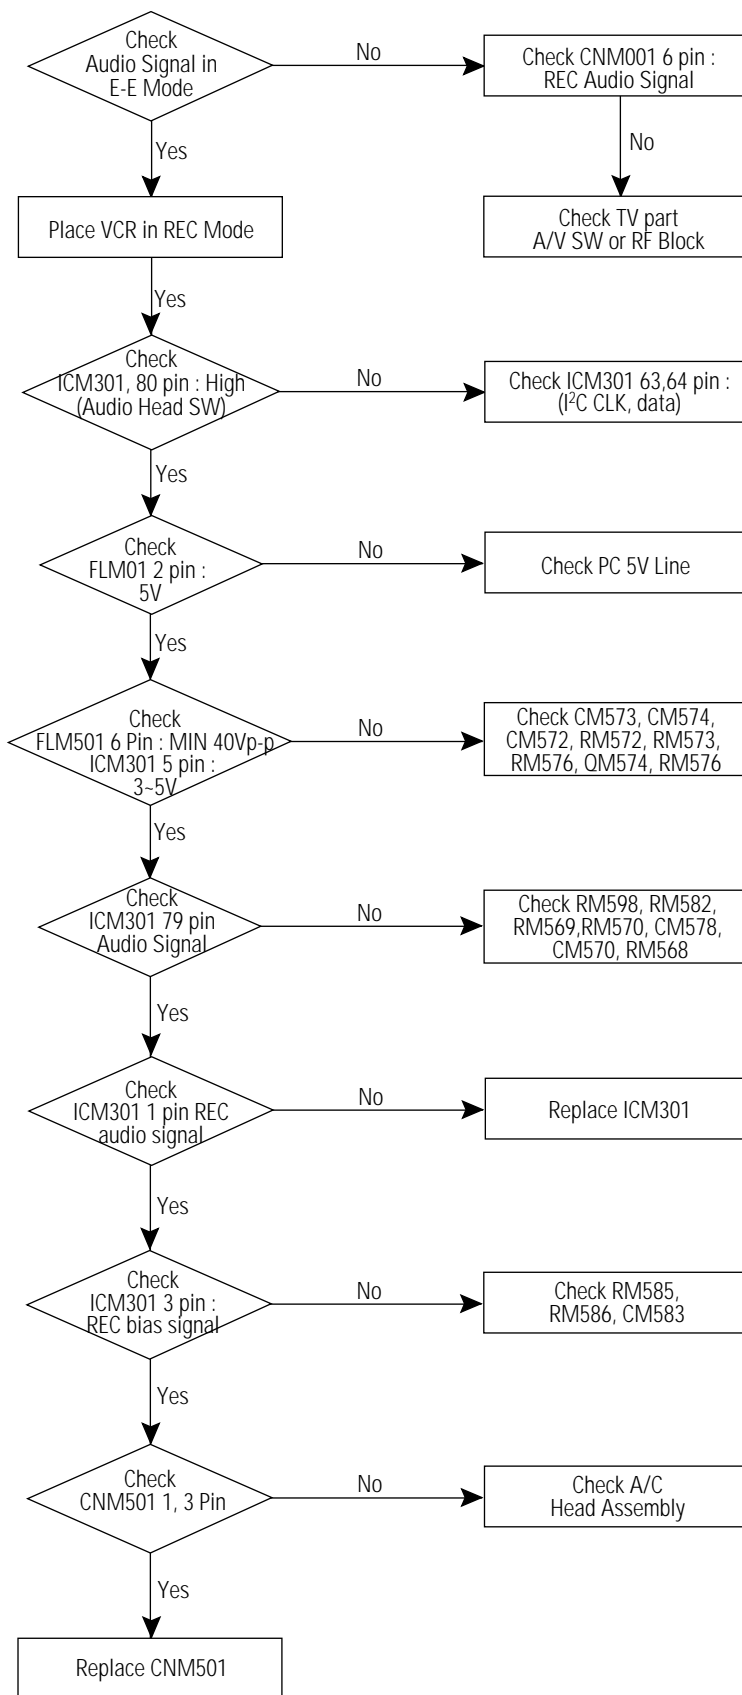 Check
Audio Signal in
E-E Mode
No
Check CNM001 6 pin :
REC Audio Signal
Yes
No
Place VCR in REC Mode
Check TV part
A/V SW or RF Block
Yes
Check
ICM301, 80 pin : High
(Audio Head SW)
No
Check ICM301 63,64 pin :
(I²C CLK, data)
Yes
Check
FLM01 2 pin :
5V
No
Check PC 5V Line
Yes
Check
FLM501 6 Pin : MIN 40Vp-p
ICM301 5 pin :
3~5V
No
Check CM573, CM574,
CM572, RM572, RM573,
RM576, QM574, RM576
Yes
Check
ICM301 79 pin
Audio Signal
No
Check RM598, RM582,
RM569,RM570, CM578,
CM570, RM568
Yes
Check
ICM301 1 pin REC
audio signal
No
Replace ICM301
Yes
Check
ICM301 3 pin :
REC bias signal
No
Check RM585,
RM586, CM583
Yes
Check
CNM501 1, 3 Pin
No
Check A/C
Head Assembly
Yes
Replace CNM501